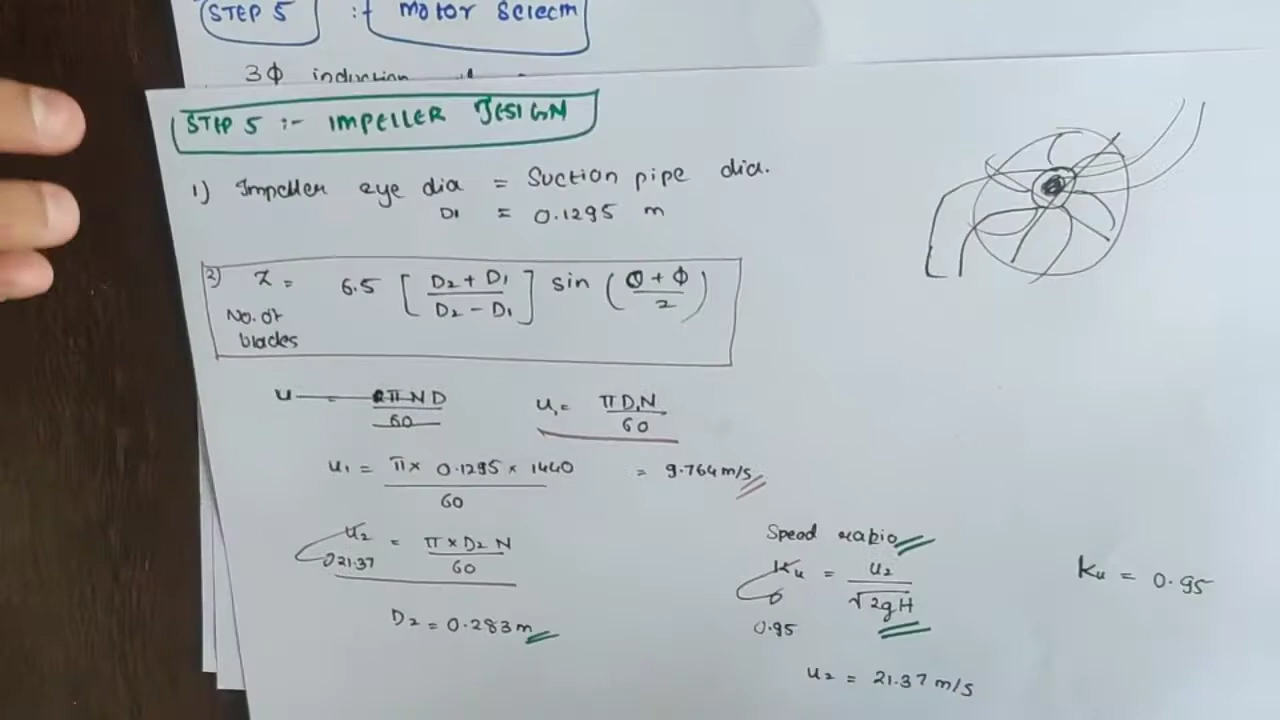 STEP 5 :- Motor Selectn
3Φ induction
STEP 5 :- IMPELLER DESIGN
1) Impeller eye dia = Suction pipe dia.
D1 = 0.1295 m
2) Z = 6.5 [ D2 + D1 / D2 - D1 ] sin ( θ + Φ / 2 )
No. of
blades
u = 2πND / 60    u1 = πD1N / 60
u1 = π x 0.1295 x 1440 / 60 = 9.764 m/s
u2 = π x D2 N / 60
21.37
D2 = 0.283 m
Speed ratio
Ku = u2 / √2gH
0.95
u2 = 21.37 m/s
Ku = 0.95